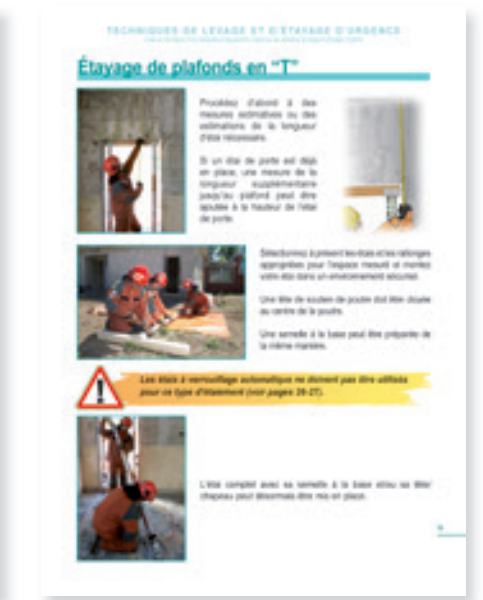 TECHNIQUES DE LEVAGE ET D'ÉTAYAGE D'URGENCE
Étayage de plafonds en “T”
Procédez d'abord à des
mesures estimatives ou des
estimations de la longueur
d'étai nécessaire.
Si un étai de porte est déjà
en place, une mesure de la
longueur supplémentaire
jusqu'au plafond peut être
ajoutée à la hauteur de l'étai
de porte.
Sélectionnez à présent les étais et les rallonges
appropriées pour l'espace mesuré et montez
votre étai dans un environnement sécurisé.
Une tête de soutien de poutre doit être clouée
au centre de la poutre.
Une semelle à la base peut être préparée de
la même manière.
Les étais à verrouillage automatique ne doivent pas être utilisés
pour ce type d'étaiement (voir pages 26-27).
L'étai complet avec sa semelle à la base et/ou sa tête/
chapeau peut désormais être mis en place.